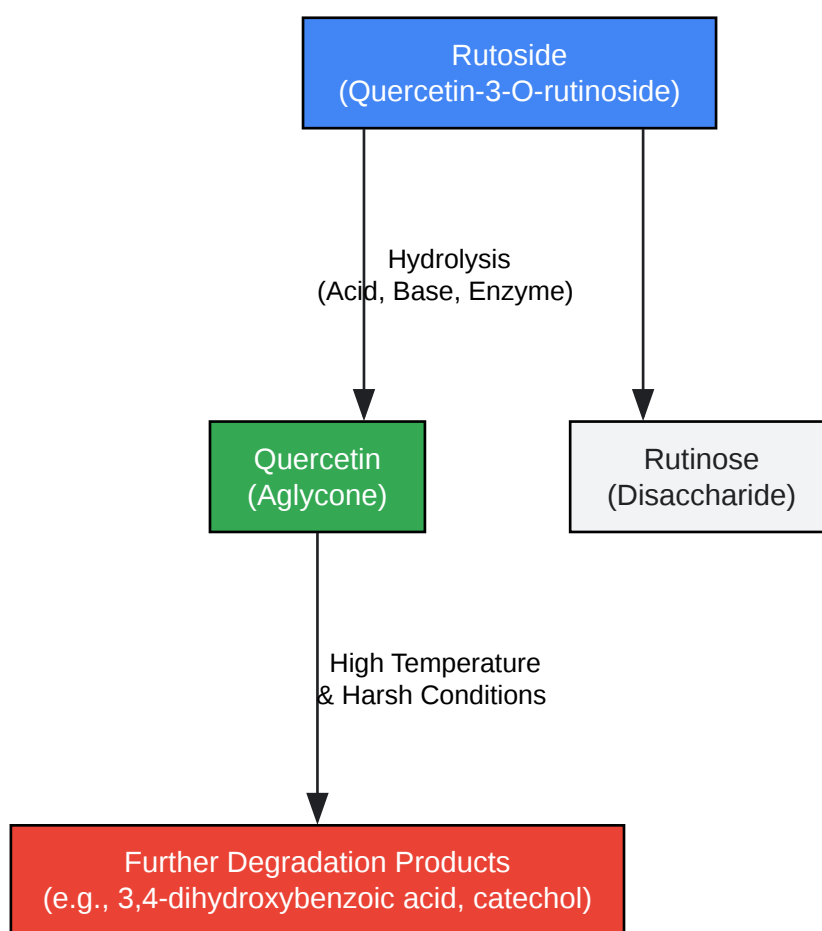 Rutoside
(Quercetin-3-O-rutinoside)
Hydrolysis
(Acid, Base, Enzyme)
Quercetin
(Aglycone)
Rutinose
(Disaccharide)
High Temperature
& Harsh Conditions
Further Degradation Products
(e.g., 3,4-dihydroxybenzoic acid, catechol)